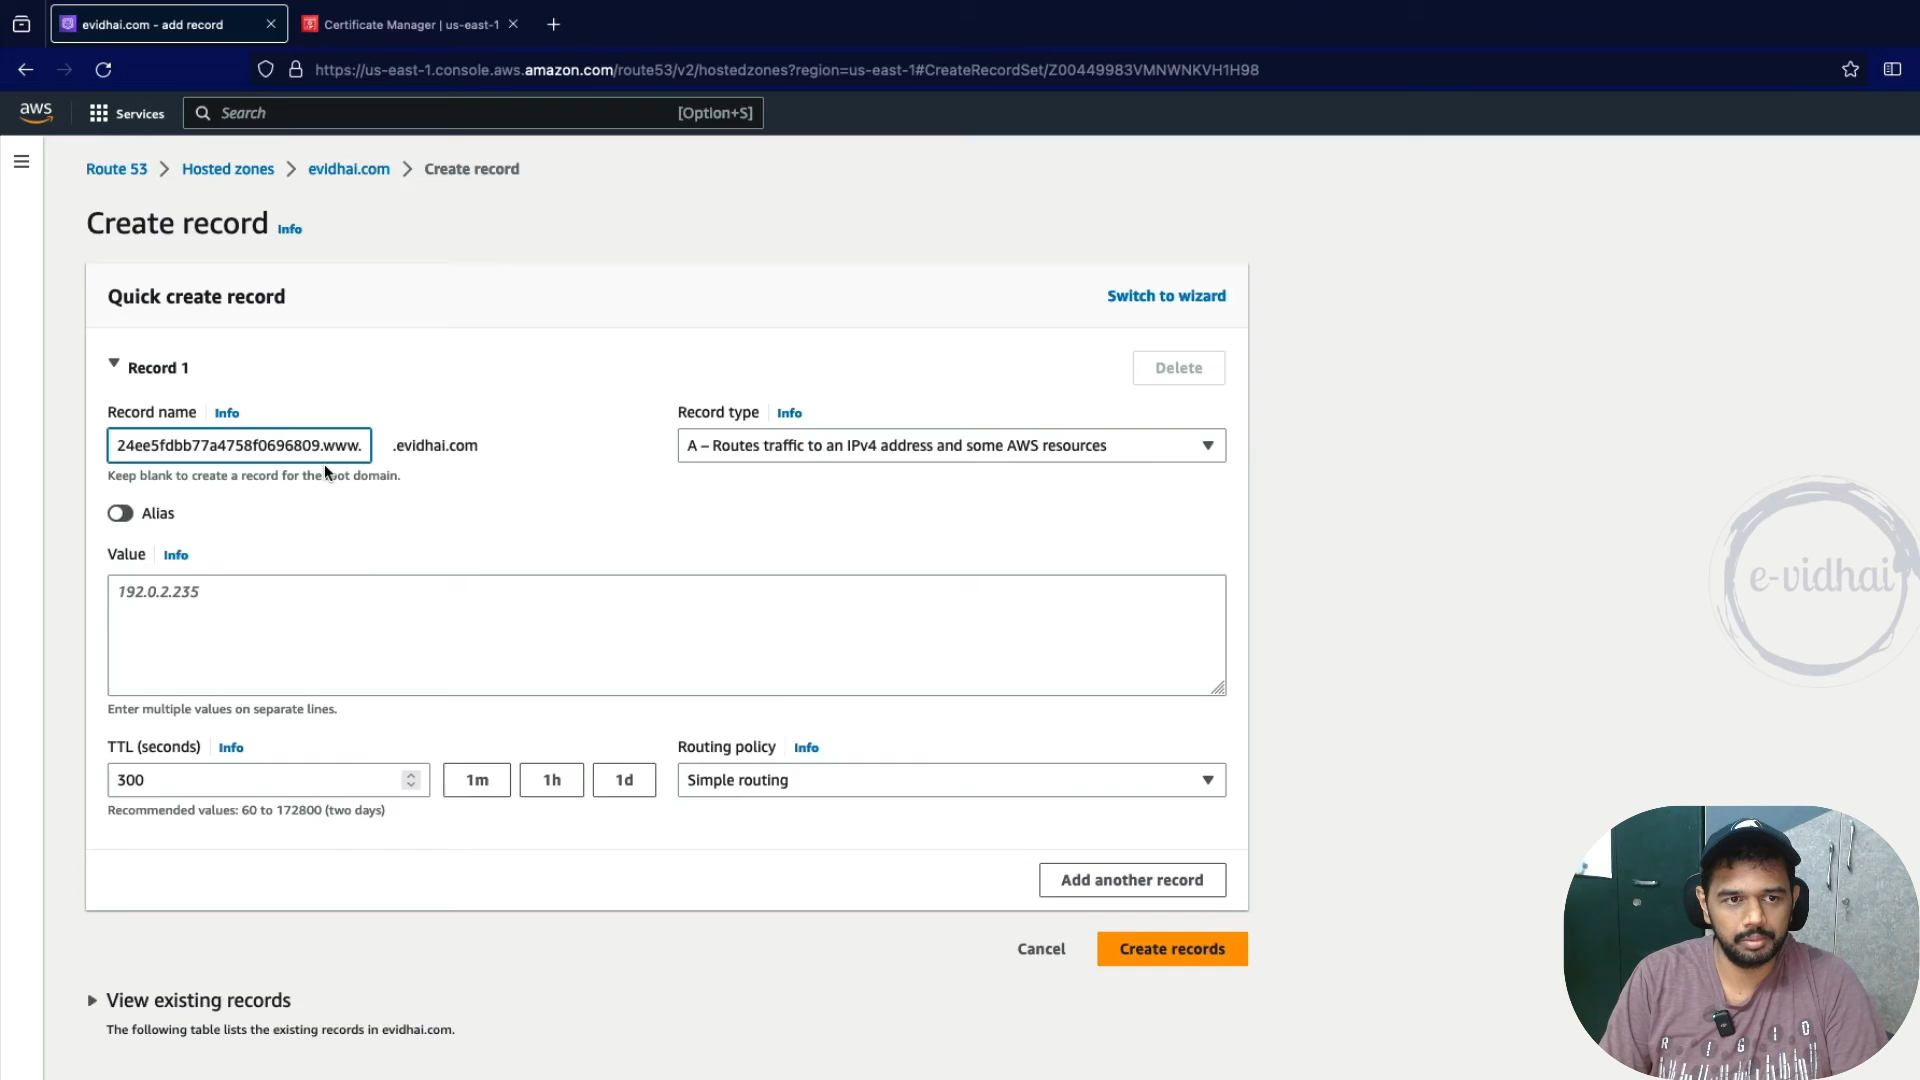 evidhai.com - add record
Certificate Manager | us-east-1
https://us-east-1.console.aws.amazon.com/route53/v2/hostedzones?region=us-east-1#CreateRecordSet/Z00449983VMNWNKVH1H98
aws
Services
Search
[Option+S]
Route 53
Hosted zones
evidhai.com
Create record
Create record Info
Quick create record
Switch to wizard
Record 1
Delete
Record name Info
24ee5fdbb77a4758f0696809.www.
.evidhai.com
Keep blank to create a record for the domain.
Record type Info
A – Routes traffic to an IPv4 address and some AWS resources
Alias
Value Info
192.0.2.235
Enter multiple values on separate lines.
TTL (seconds) Info
300
1m
1h
1d
Recommended values: 60 to 172800 (two days)
Routing policy Info
Simple routing
Add another record
Cancel
Create records
View existing records
The following table lists the existing records in evidhai.com.
e-vidhai